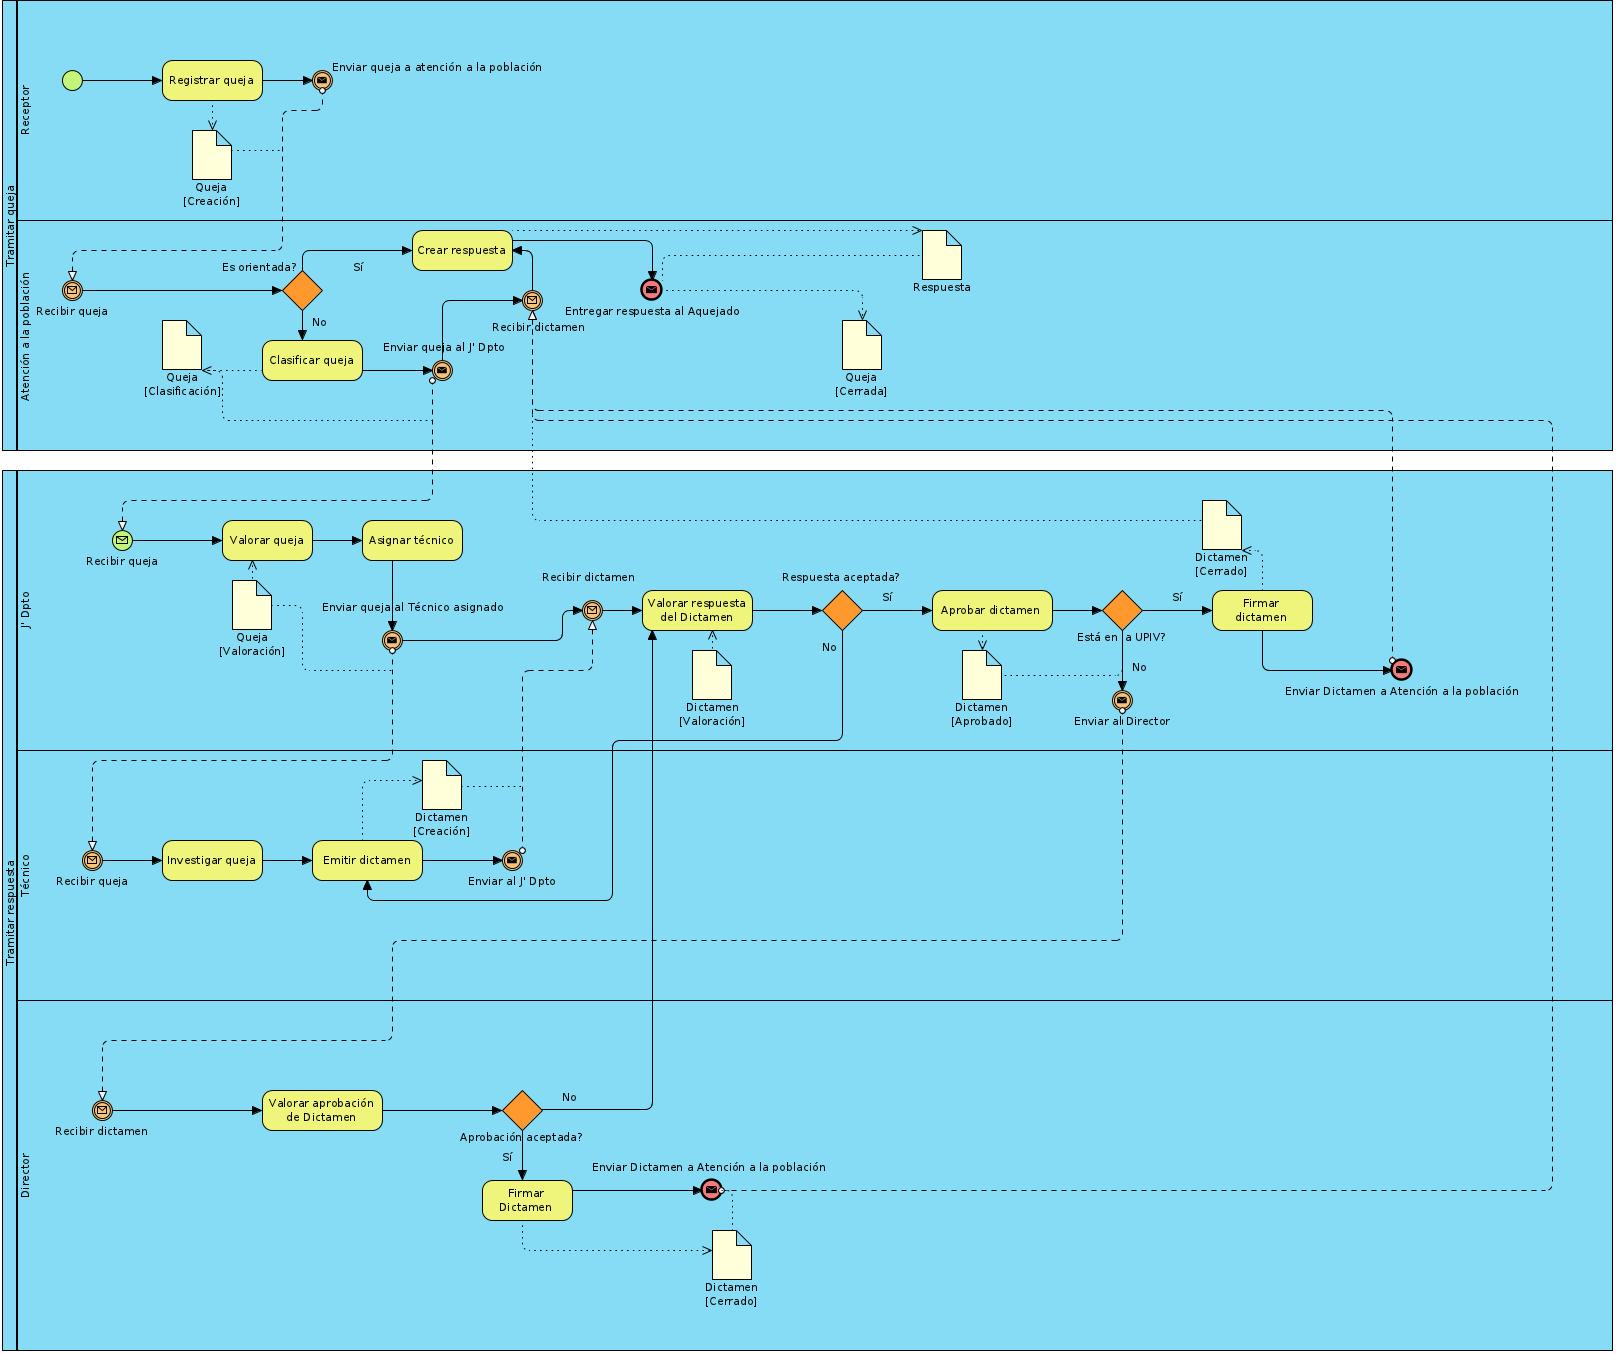 Tramitar queja
Receptor
Registrar queja
Enviar queja a atención a la población
Queja
[Creación]
Atención a la población
Recibir queja
Es orientada?
Sí
No
Crear respuesta
Recibir dictamen
Entregar respuesta al Aquejado
Respuesta
Queja
[Cerrada]
Clasificar queja
Queja
[Clasificación]
Enviar queja al J' Dpto
Tramitar respuesta
J' Dpto
Recibir queja
Valorar queja
Asignar técnico
Queja
[Valoración]
Enviar queja al Técnico asignado
Recibir dictamen
Valorar respuesta
del Dictamen
Dictamen
[Valoración]
Respuesta aceptada?
Sí
No
Aprobar dictamen
Dictamen
[Aprobado]
Está en la UPIV?
Sí
No
Enviar al Director
Firmar
dictamen
Dictamen
[Cerrado]
Enviar Dictamen a Atención a la población
Técnico
Recibir queja
Investigar queja
Emitir dictamen
Dictamen
[Creación]
Enviar al J' Dpto
Director
Recibir dictamen
Valorar aprobación
de Dictamen
Aprobación aceptada?
No
Sí
Firmar
Dictamen
Enviar Dictamen a Atención a la población
Dictamen
[Cerrado]